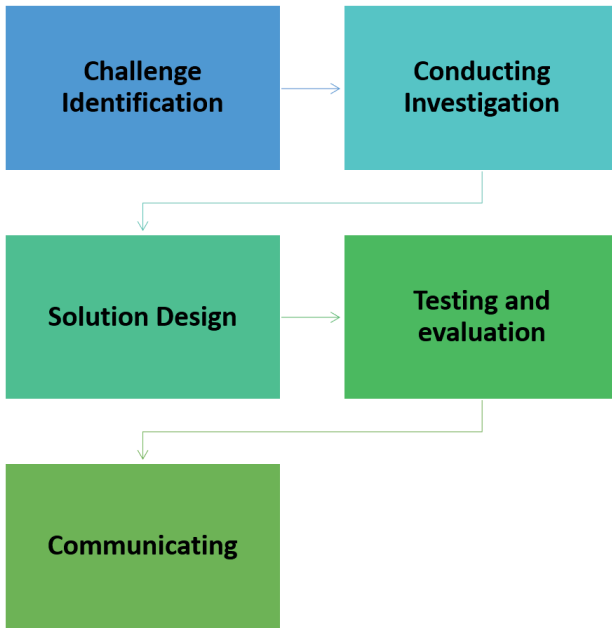 Challenge
Identification
Conducting
Investigation
Solution Design
Testing and
evaluation
Communicating